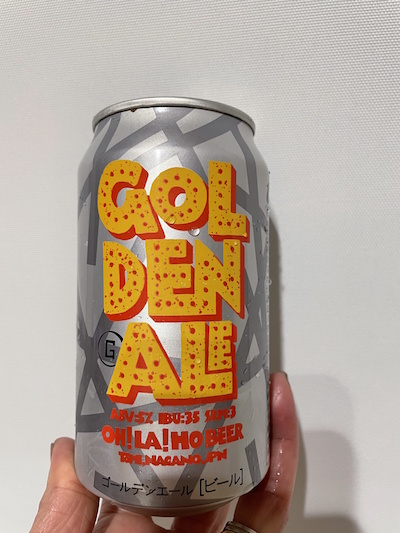 GOL
DEN
ALE
G
ABV:5% IBU:35 SRM:3
OH!LA!HO BEER
TOMI, NAGANO, JPN
ゴールデンエール [ビール]